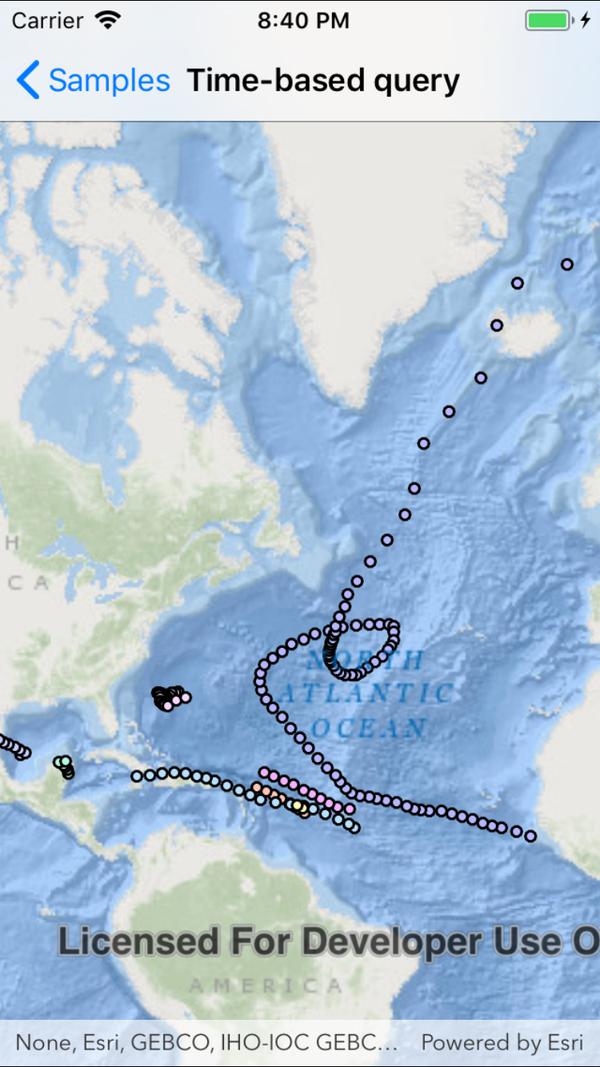 Carrier 8:40 PM
Samples Time-based query
H
CA
NORTH
ATLANTIC
OCEAN
Licensed For Developer Use O
AMERICA
None, Esri, GEBCO, IHO-IOC GEBC... Powered by Esri